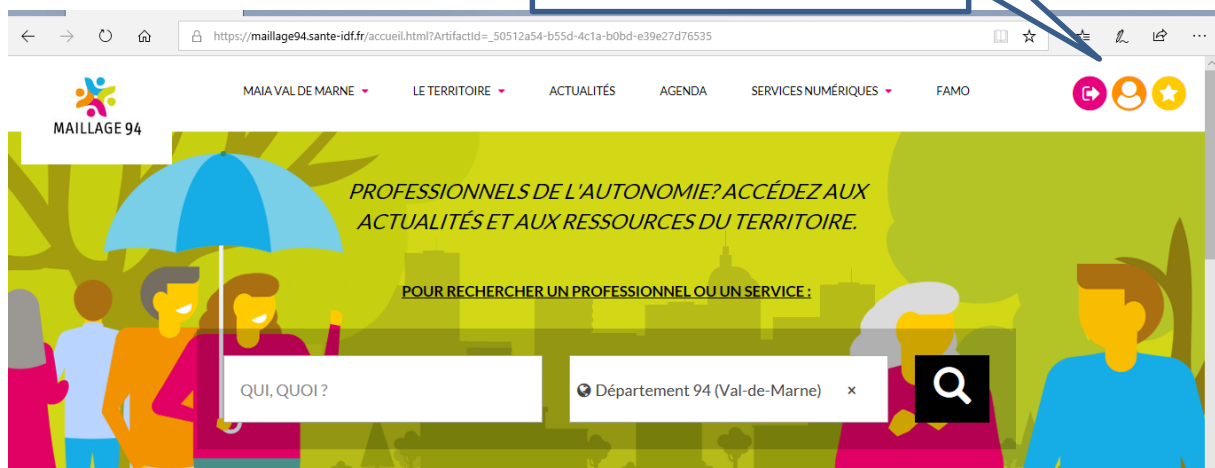 https://maillage94.sante-idf.fr/accueil.html?ArtifactId=_50512a54-b55d-4c1a-b0bd-e39e27d76535
MAILLAGE 94
MAIA VAL DE MARNE LE TERRITOIRE ACTUALITÉS AGENDA SERVICES NUMÉRIQUES FAMO
PROFESSIONNELS DE L'AUTONOMIE? ACCÉDEZ AUX
ACTUALITÉS ET AUX RESSOURCES DU TERRITOIRE.
POUR RECHERCHER UN PROFESSIONNEL OU UN SERVICE :
QUI, QUOI ? Département 94 (Val-de-Marne) ×